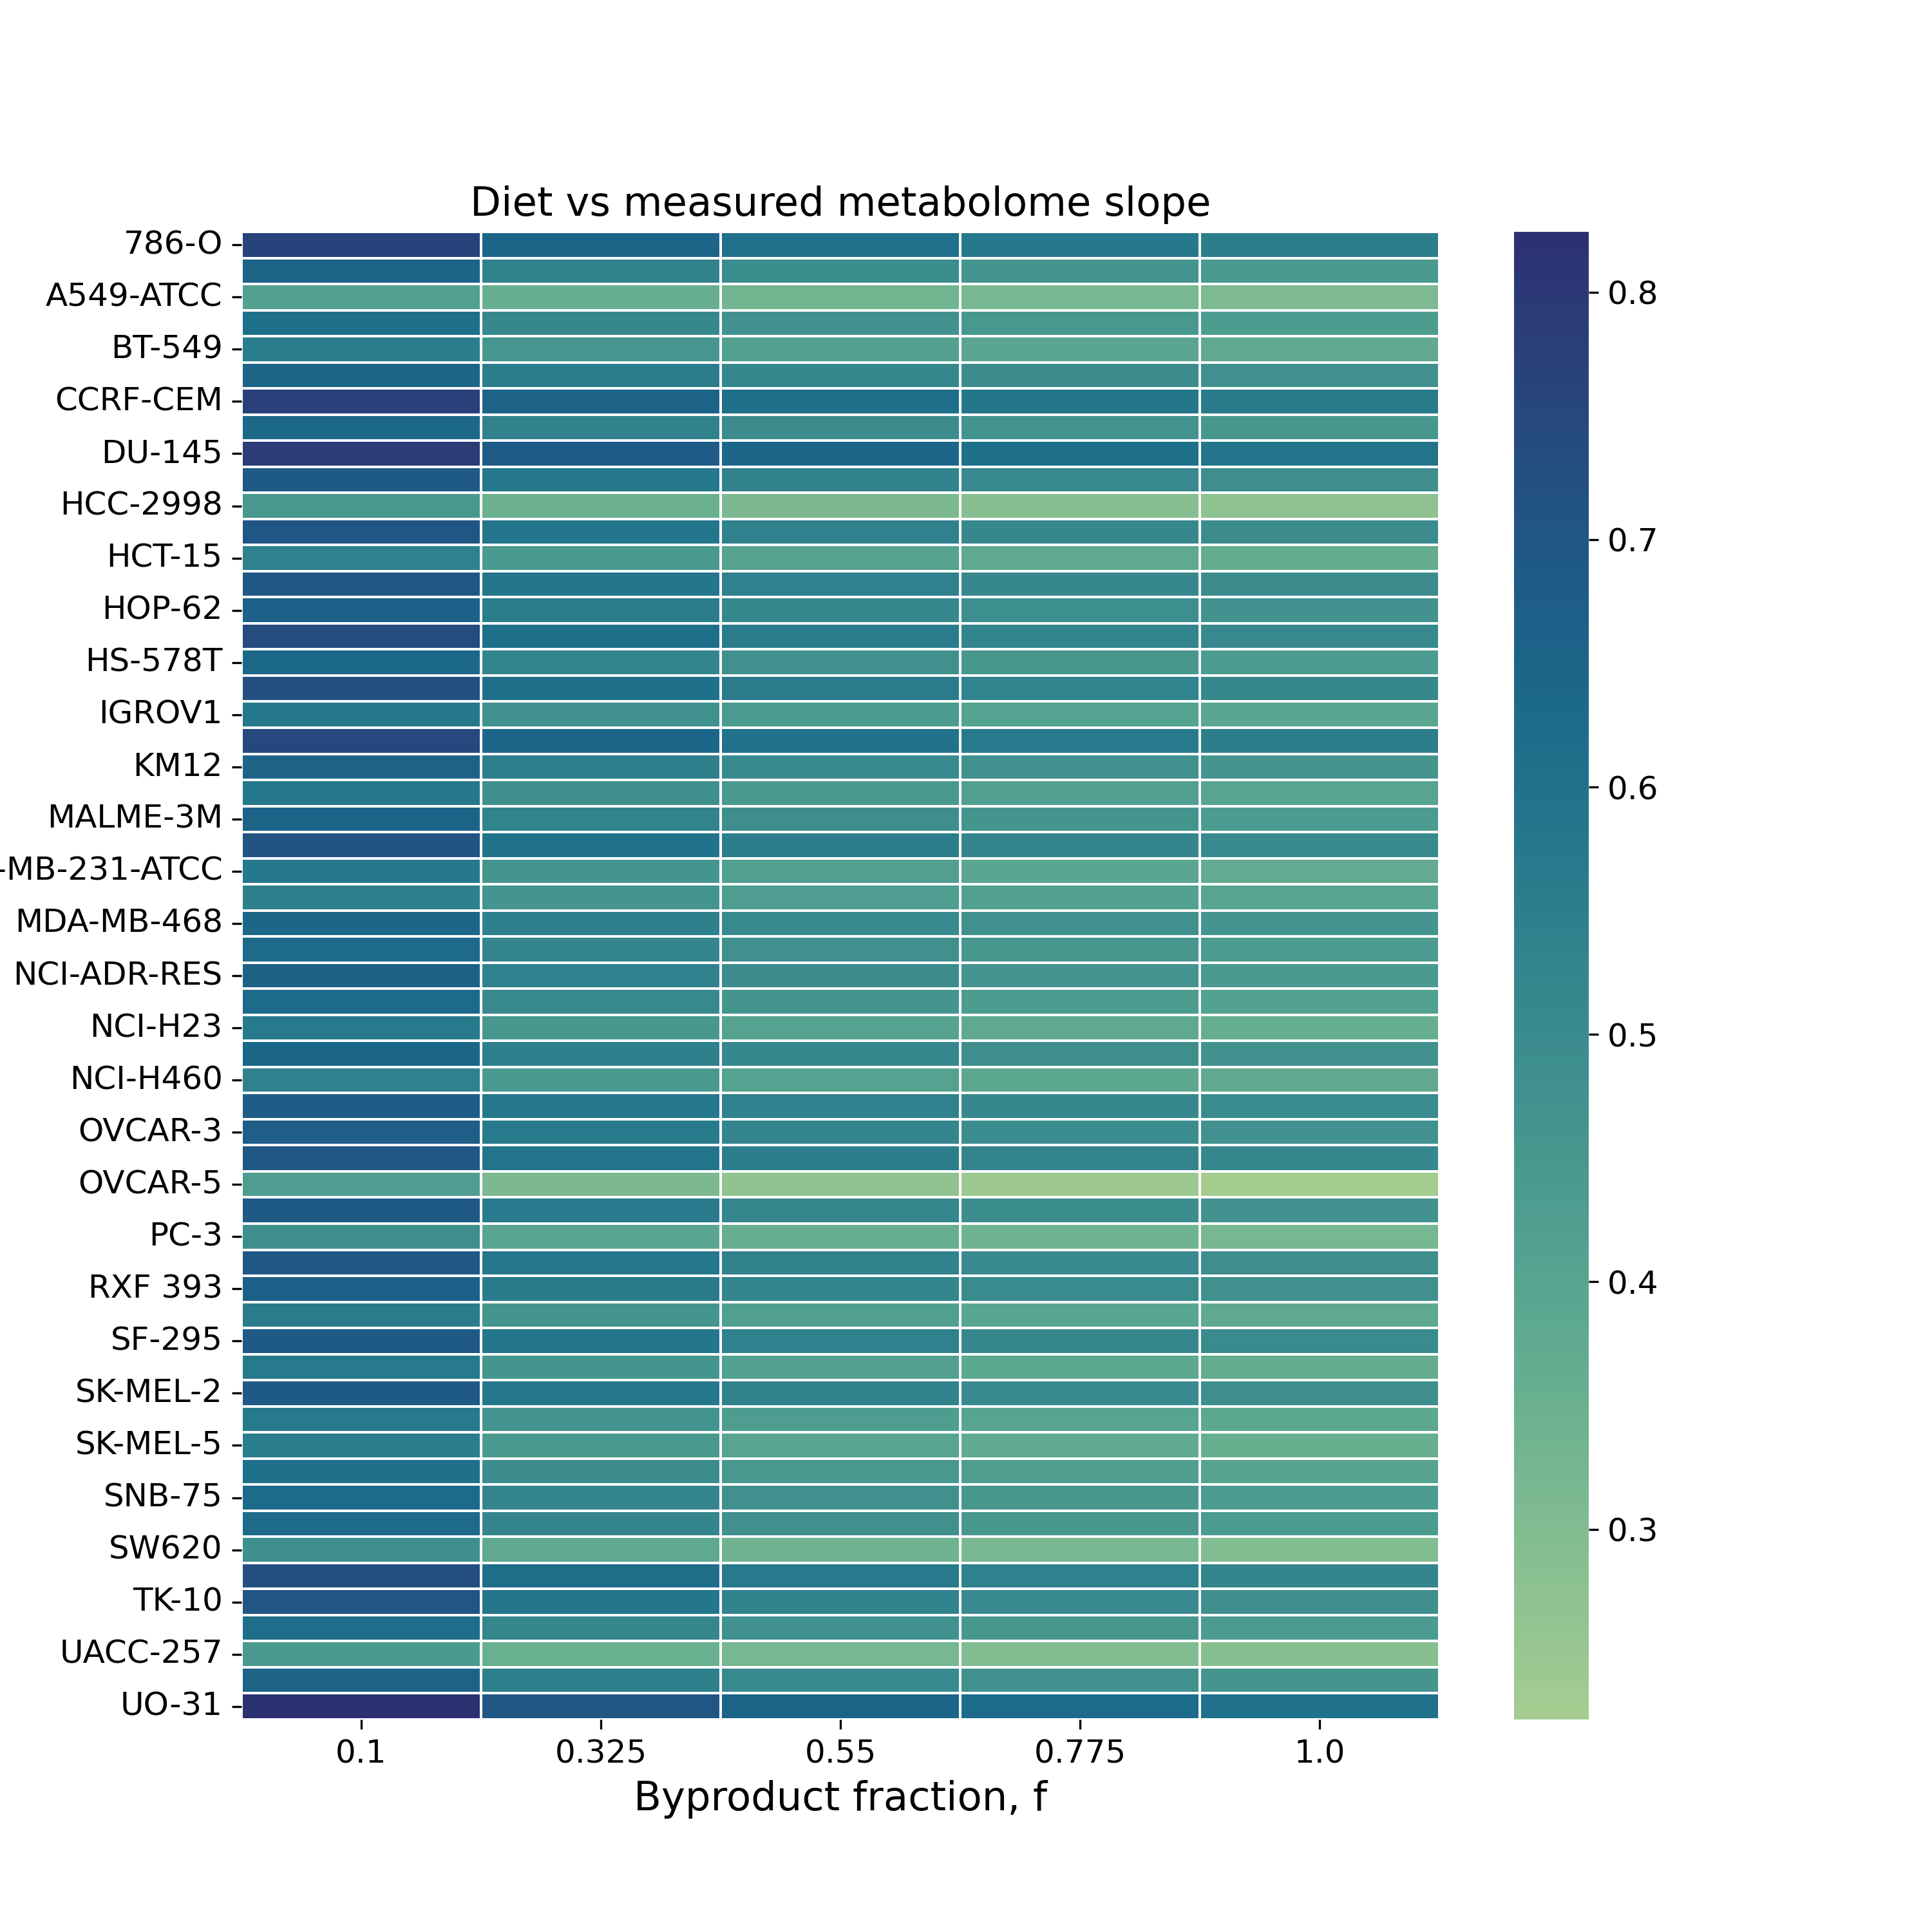 Diet vs measured metabolome slope
786-O
A549-ATCC
BT-549
CCRF-CEM
DU-145
HCC-2998
HCT-15
HOP-62
HS-578T
IGROV1
KM12
MALME-3M
-MB-231-ATCC
MDA-MB-468
NCI-ADR-RES
NCI-H23
NCI-H460
OVCAR-3
OVCAR-5
PC-3
RXF 393
SF-295
SK-MEL-2
SK-MEL-5
SNB-75
SW620
TK-10
UACC-257
UO-31
0.1 0.325 0.55 0.775 1.0
Byproduct fraction, f
0.8
0.7
0.6
0.5
0.4
0.3